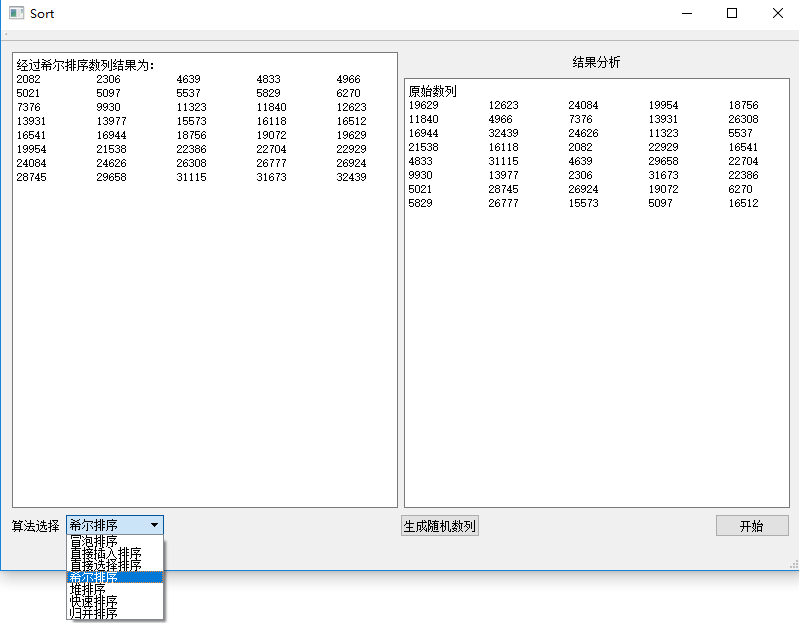 Sort
经过希尔排序数列结果为:
2082 2306 4639 4833 4966
5021 5097 5537 5829 6270
7376 9930 11323 11840 12623
13931 13977 15573 16118 16512
16541 16944 18756 19072 19629
19954 21538 22386 22704 22929
24084 24626 26308 26777 26924
28745 29658 31115 31673 32439
结果分析
原始数列
19629 12623 24084 19954 18756
11840 4966 7376 13931 26308
16944 32439 24626 11323 5537
21538 16118 2082 22929 16541
4833 31115 4639 29658 22704
9930 13977 2306 31673 22386
5021 28745 26924 19072 6270
5829 26777 15573 5097 16512
算法选择 希尔排序 生成随机数列 开始
冒泡排序
直接插入排序
直接选择排序
希尔排序
堆排序
快速排序
归并排序